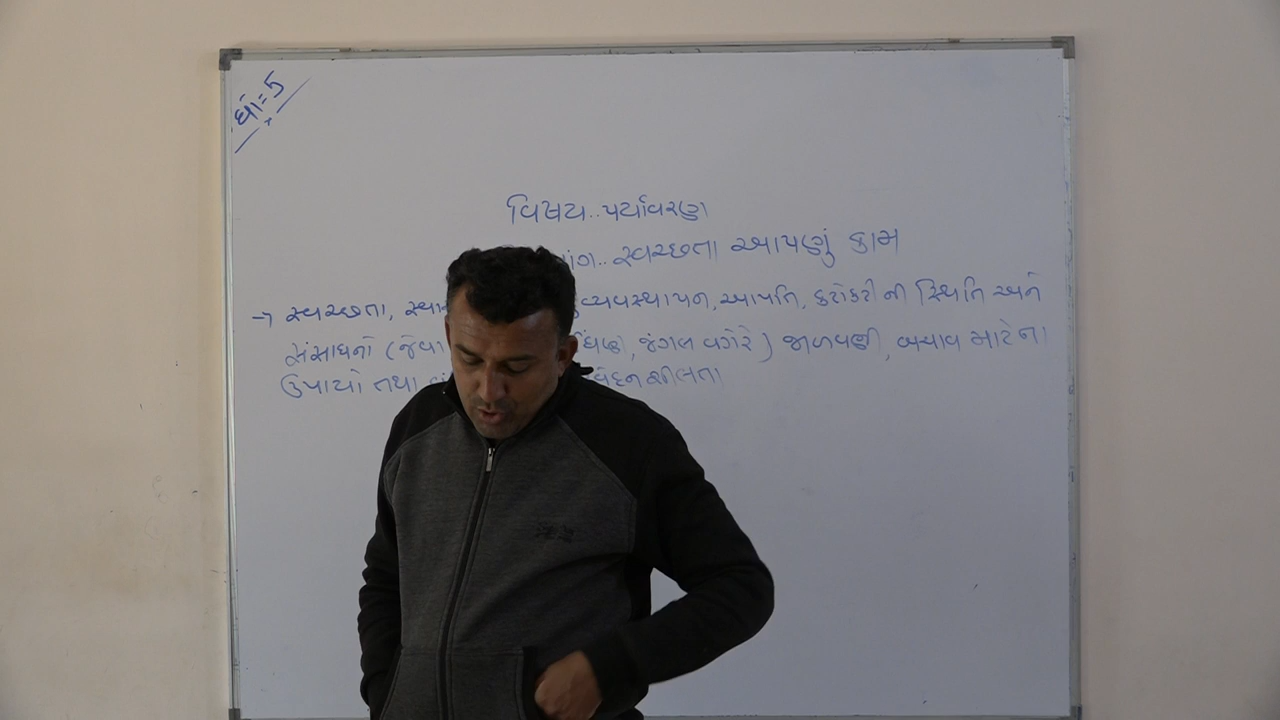 ધો=5
વિષય..પર્યાવરણ
સ્વચ્છતા આપણું કામ
→ સ્વચ્છતા, વ્યવસ્થાપન, આપતિ, કટોકટી ની સ્થિતિ અને
સંસાધનો (જેવા જંગલ વગેરે) જાળવણી, બચાવ માટેના
ઉપાયો તથા